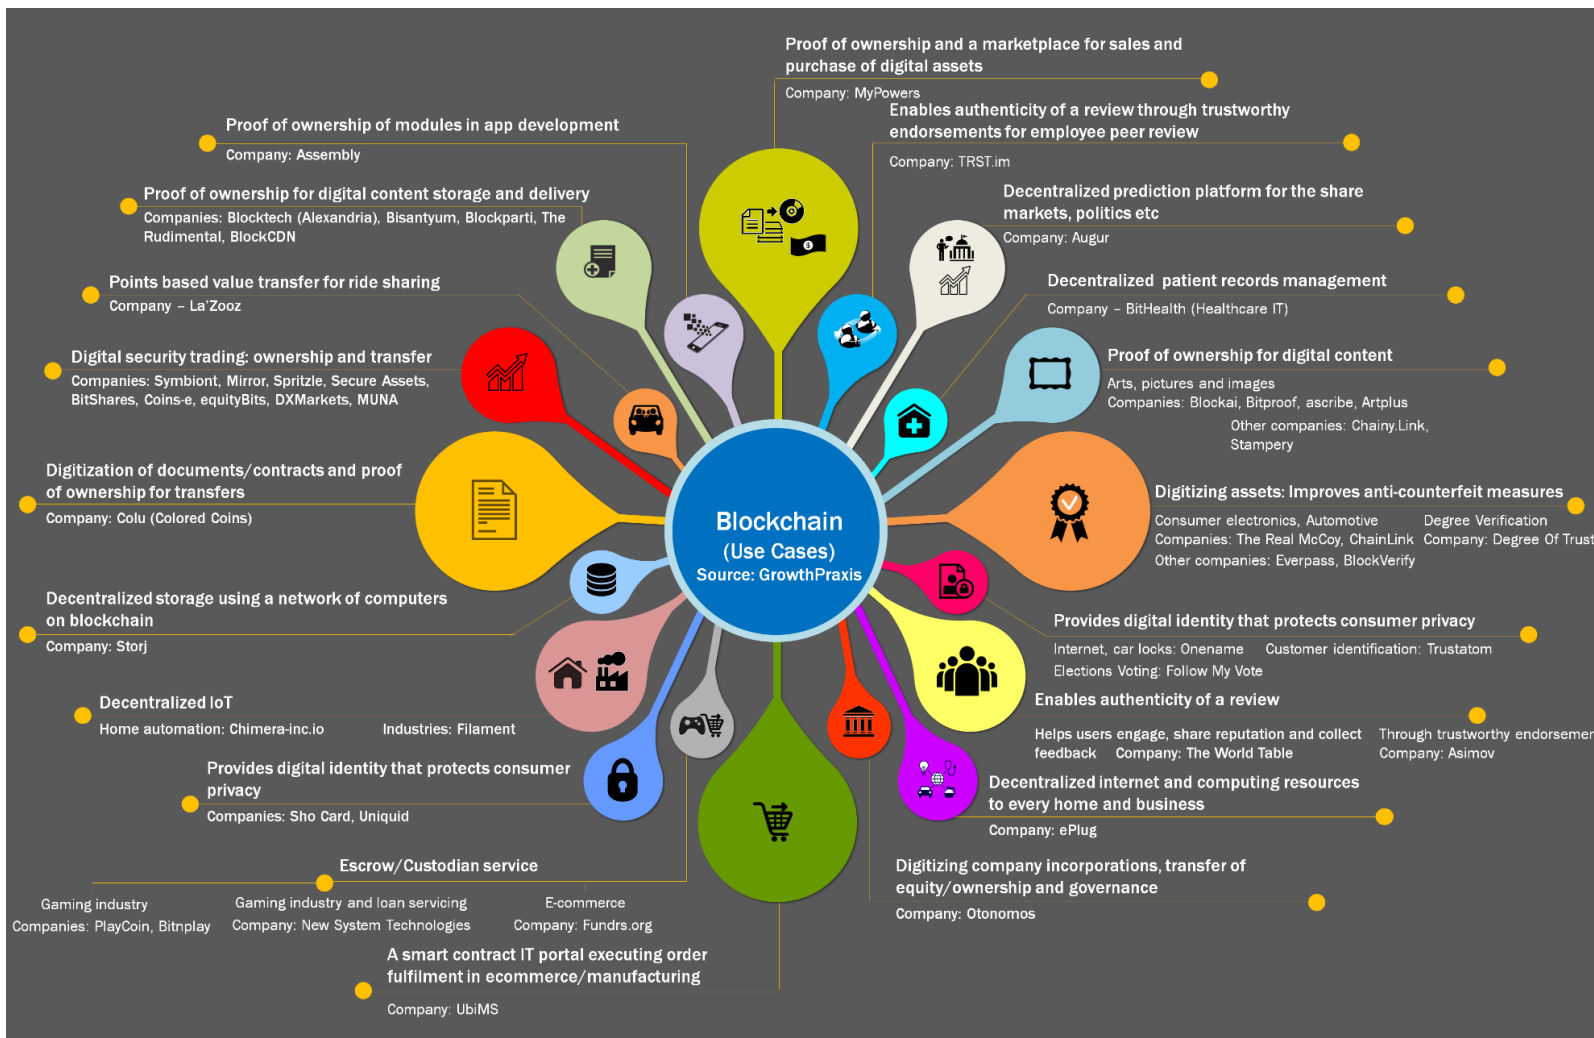 Proof of ownership and a marketplace for sales and
purchase of digital assets
Company: MyPowers
Enables authenticity of a review through trustworthy
endorsements for employee peer review
Company: TRST.im
Decentralized prediction platform for the share
markets, politics etc
Company: Augur
Decentralized patient records management
Company – BitHealth (Healthcare IT)
Proof of ownership for digital content
Arts, pictures and images
Companies: Blockai, Bitproof, ascribe, Artplus
Other companies: Chainy.Link,
Stampery
Digitizing assets: Improves anti-counterfeit measures
Consumer electronics, Automotive
Companies: The Real McCoy, ChainLink
Degree Verification
Company: Degree Of Trust
Other companies: Everpass, BlockVerify
Provides digital identity that protects consumer privacy
Internet, car locks: Onename
Customer identification: Trustatom
Elections Voting: Follow My Vote
Enables authenticity of a review
Helps users engage, share reputation and collect
feedback Company: The World Table
Through trustworthy endorsement
Company: Asimov
Decentralized internet and computing resources
to every home and business
Company: ePlug
Digitizing company incorporations, transfer of
equity/ownership and governance
Company: Otonomos
Proof of ownership of modules in app development
Company: Assembly
Proof of ownership for digital content storage and delivery
Companies: Blocktech (Alexandria), Bisantyum, Blockparti, The
Rudimental, BlockCDN
Points based value transfer for ride sharing
Company – La'Zooz
Digital security trading: ownership and transfer
Companies: Symbiont, Mirror, Spritzle, Secure Assets,
BitShares, Coins-e, equityBits, DXMarkets, MUNA
Digitization of documents/contracts and proof
of ownership for transfers
Company: Colu (Colored Coins)
Decentralized storage using a network of computers
on blockchain
Company: Storj
Decentralized IoT
Home automation: Chimera-inc.io
Industries: Filament
Provides digital identity that protects consumer
privacy
Companies: Sho Card, Uniquid
Escrow/Custodian service
Gaming industry
Companies: PlayCoin, Bitnplay
Gaming industry and loan servicing
Company: New System Technologies
E-commerce
Company: Fundrs.org
A smart contract IT portal executing order
fulfilment in ecommerce/manufacturing
Company: UbiMS
Blockchain
(Use Cases)
Source: GrowthPraxis